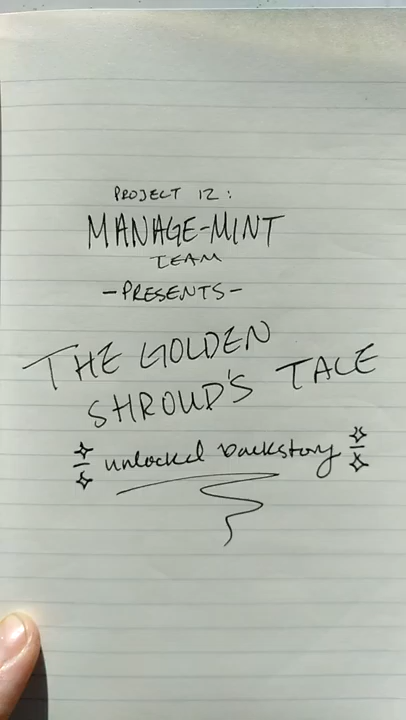 PROJECT 12:
MANAGE-MINT
TEAM
-PRESENTS-
THE GOLDEN
SHROUD'S TALE
unlocked backstory